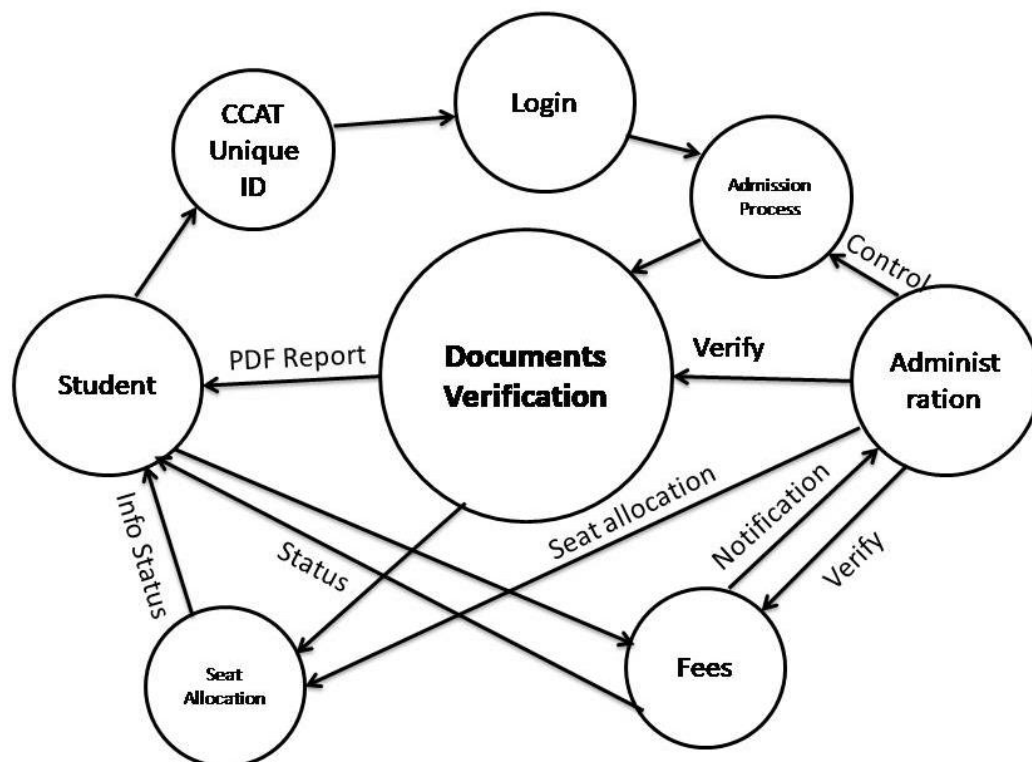 CCAT
Unique
ID
Login
Admission
Process
Control
Student
PDF Report
Documents
Verification
Verify
Administ
ration
Info Status
Status
Seat allocation
Notification
Verify
Seat
Allocation
Fees